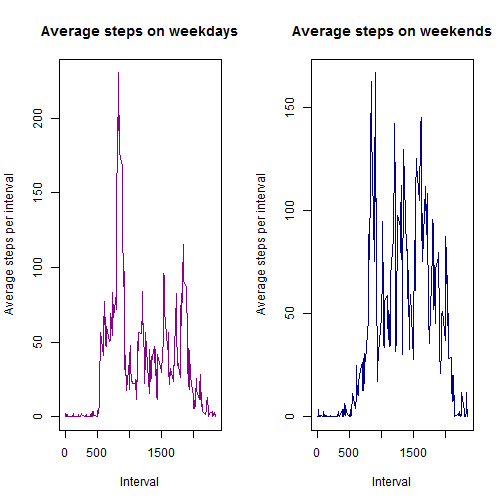 Average steps on weekdays
Average steps per interval
200
150
100
50
0
0 500 1500
Interval
Average steps on weekends
Average steps per interval
150
100
50
0
0 500 1500
Interval